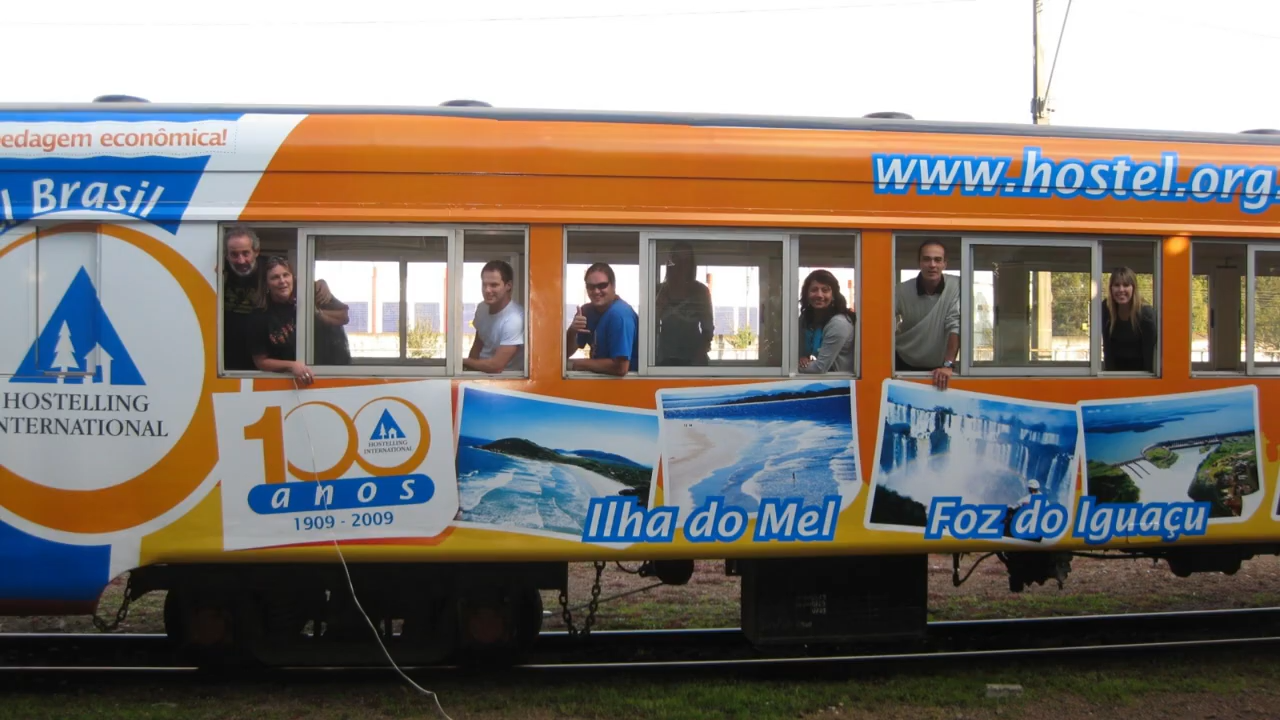 edagem econômica!
l Brasil
www.hostel.org.
HOSTELLING
INTERNATIONAL
100
HOSTELLING
INTERNATIONAL
anos
1909 - 2009
Ilha do Mel
Foz do Iguaçu